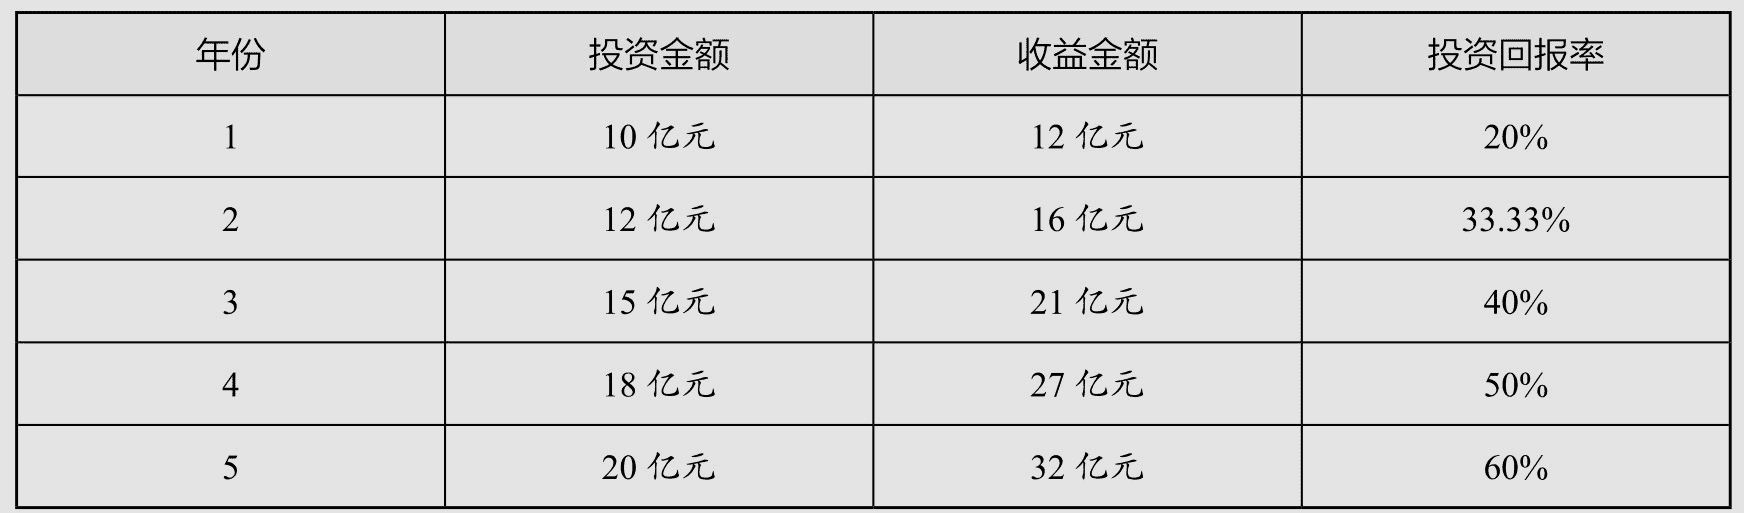 年份 投资金额 收益金额 投资回报率
1 10 亿元 12 亿元 20%
2 12 亿元 16 亿元 33.33%
3 15 亿元 21 亿元 40%
4 18 亿元 27 亿元 50%
5 20 亿元 32 亿元 60%